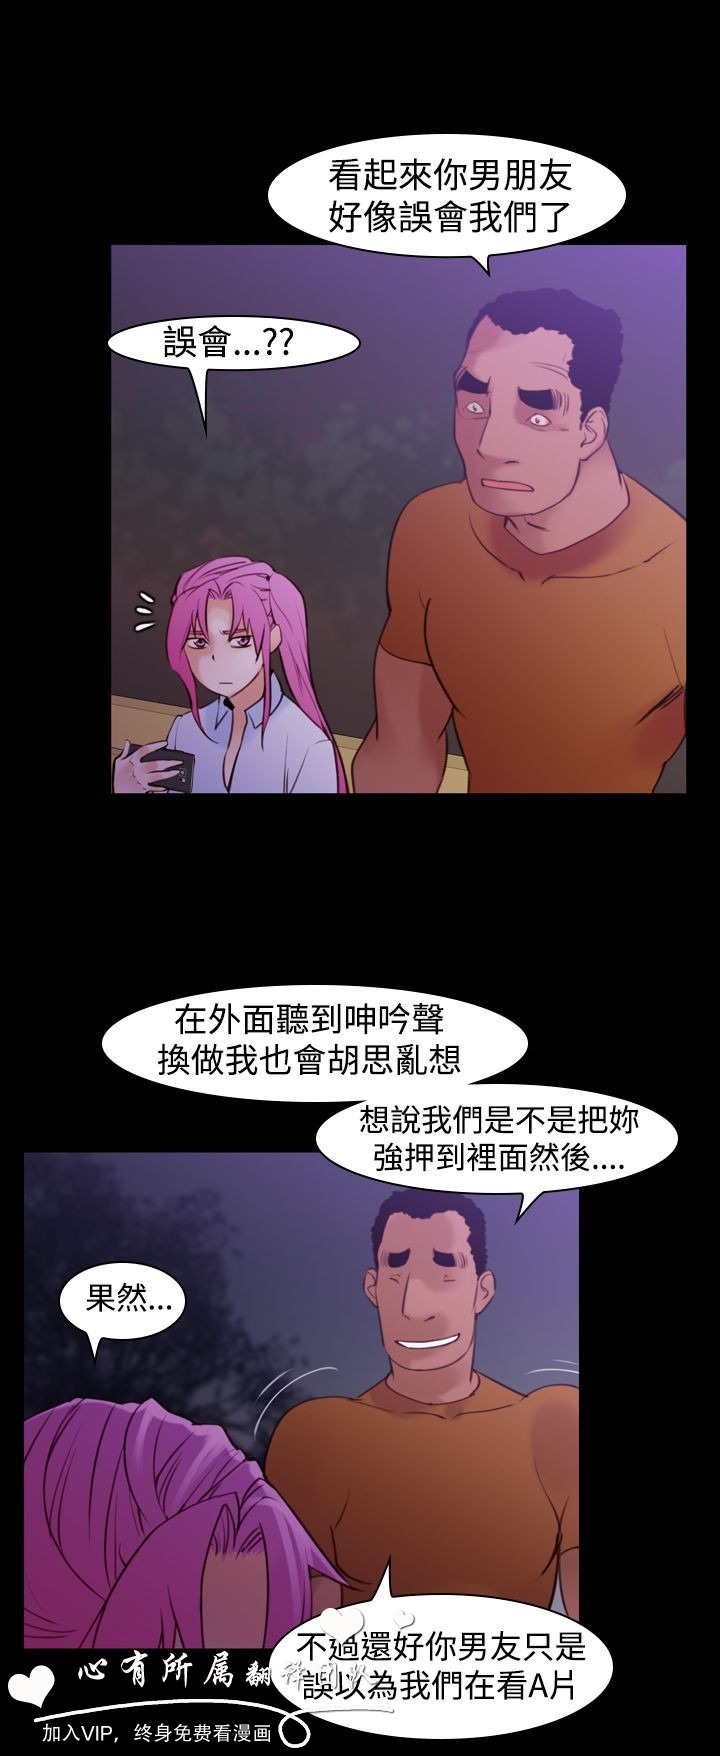 看起來你男朋友
好像誤會我們了
誤會...??
在外面聽到呻吟聲
換做我也會胡思亂想
想說我們是不是把妳
強押到裡面然後....
果然...
不過還好你男友只是
誤以為我們在看A片
心有所属翻译团队
加入VIP，终身免费看漫画